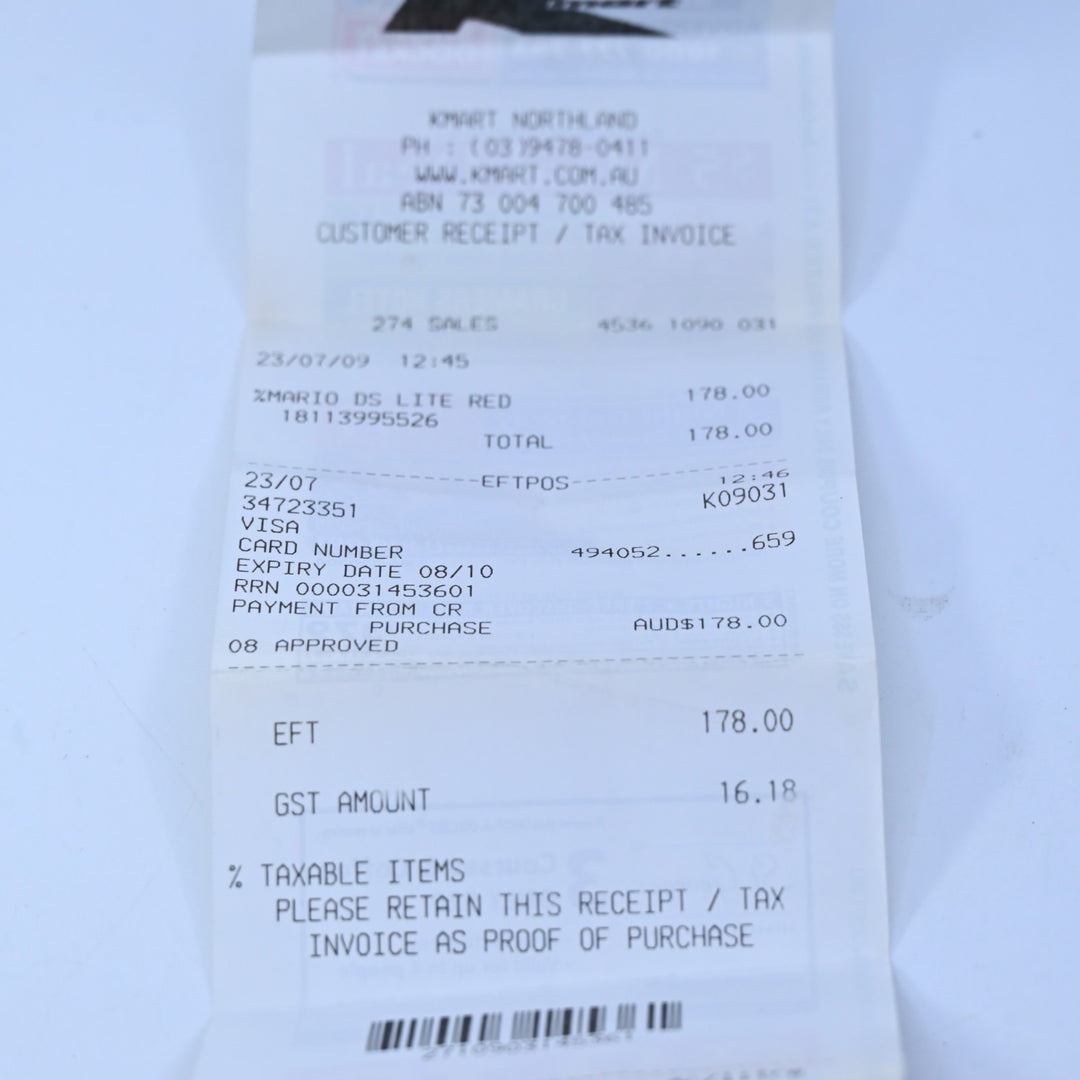 KMART NORTHLAND
PH : (03)9478-0411
WWW.KMART.COM.AU
ABN 73 004 700 485
CUSTOMER RECEIPT / TAX INVOICE
274 SALES 4536 1090 031
23/07/09 12:45
%MARIO DS LITE RED 178.00
18113995526
TOTAL 178.00
----------EFTPOS----------
23/07 12:46
34723351 K09031
VISA
CARD NUMBER 494052......659
EXPIRY DATE 08/10
RRN 000031453601
PAYMENT FROM CR
PURCHASE AUD$178.00
08 APPROVED
EFT 178.00
GST AMOUNT 16.18
% TAXABLE ITEMS
PLEASE RETAIN THIS RECEIPT / TAX
INVOICE AS PROOF OF PURCHASE